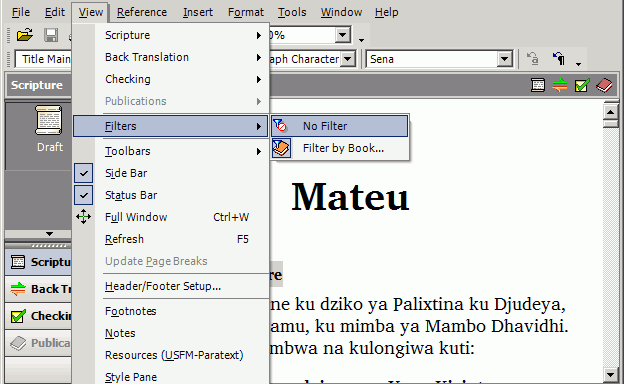 File Edit View Reference Insert Format Tools Window Help
0%
Title Main
aph Character
Sena
Scripture
Draft
Scripture
Back Translation
Checking
Publications
Filters
No Filter
Filter by Book...
Toolbars
Side Bar
Status Bar
Full Window Ctrl+W
Refresh F5
Update Page Breaks
Header/Footer Setup...
Footnotes
Notes
Resources (USFM-Paratext)
Style Pane
Scriptu
Back Tr
Checkin
Publica
Mateu
re
ne ku dziko ya Palixtina ku Djudeya,
amu, ku mimba ya Mambo Dhavidhi.
mbwa na kulongiwa kuti: